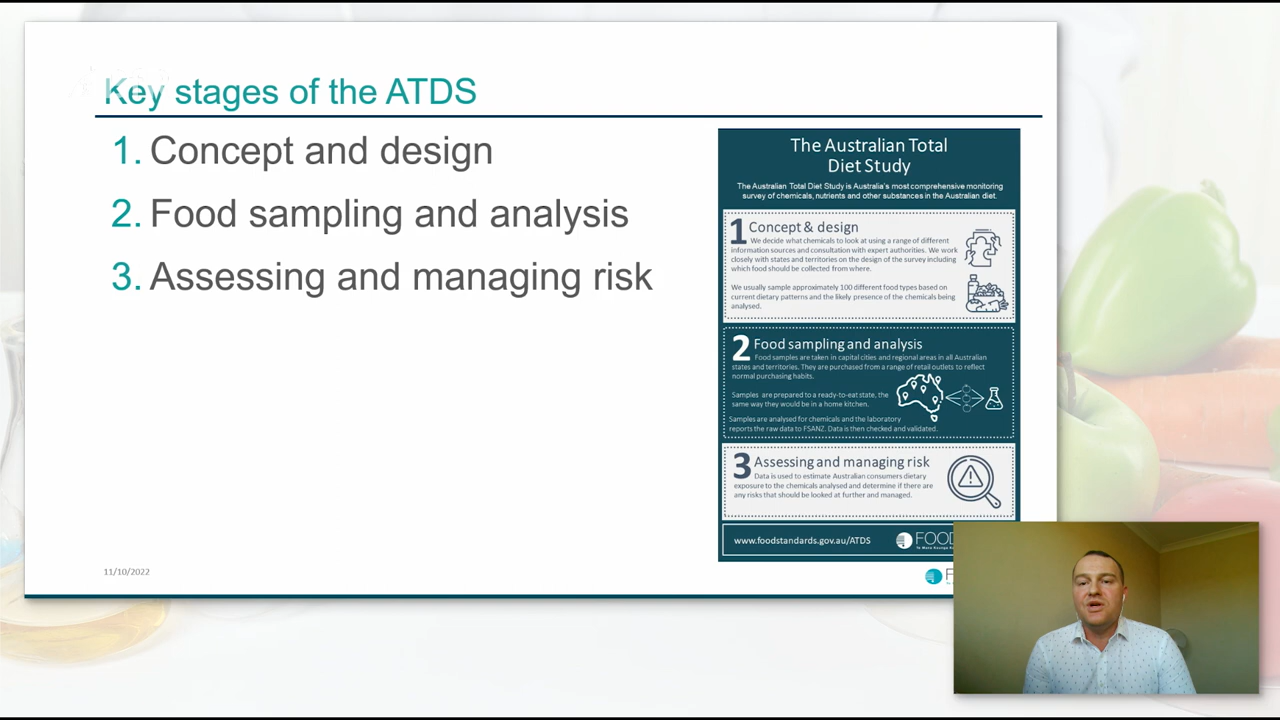 Key stages of the ATDS
1. Concept and design
2. Food sampling and analysis
3. Assessing and managing risk
11/10/2022
The Australian Total
Diet Study
The Australian Total Diet Study is Australia's most comprehensive monitoring
survey of chemicals, nutrients and other substances in the Australian diet.
1 Concept & design
We decide what chemicals to look at using a range of different
information sources and consultation with expert authorities. We work
closely with states and territories on the design of the survey including
which food should be collected from where.
We usually sample approximately 100 different food types based on
current dietary patterns and the likely presence of the chemicals being
analysed.
2 Food sampling and analysis
Food samples are taken in capital cities and regional areas in all Australian
states and territories. They are purchased from a range of retail outlets to reflect
normal purchasing habits.
Samples are prepared to a ready-to-eat state, the
same way they would be in a home kitchen.
Samples are analysed for chemicals and the laboratory
reports the raw data to FSANZ. Data is then checked and validated.
3 Assessing and managing risk
Data is used to estimate Australian consumers dietary
exposure to the chemicals analysed and determine if there are
any risks that should be looked at further and managed.
www.foodstandards.gov.au/ATDS
FOOD